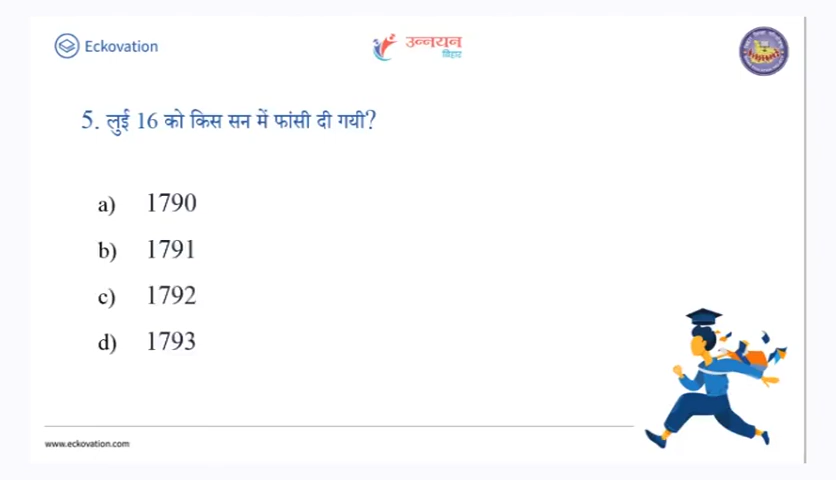 Eckovation
उन्नयन
बिहार
5. लुई 16 को किस सन में फांसी दी गयी?
a) 1790
b) 1791
c) 1792
d) 1793
www.eckovation.com